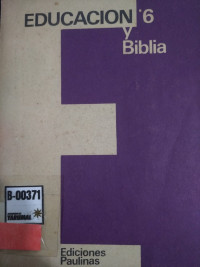 EDUCACION *6
y
Biblia
B-00371
Ediciones
Paulinas